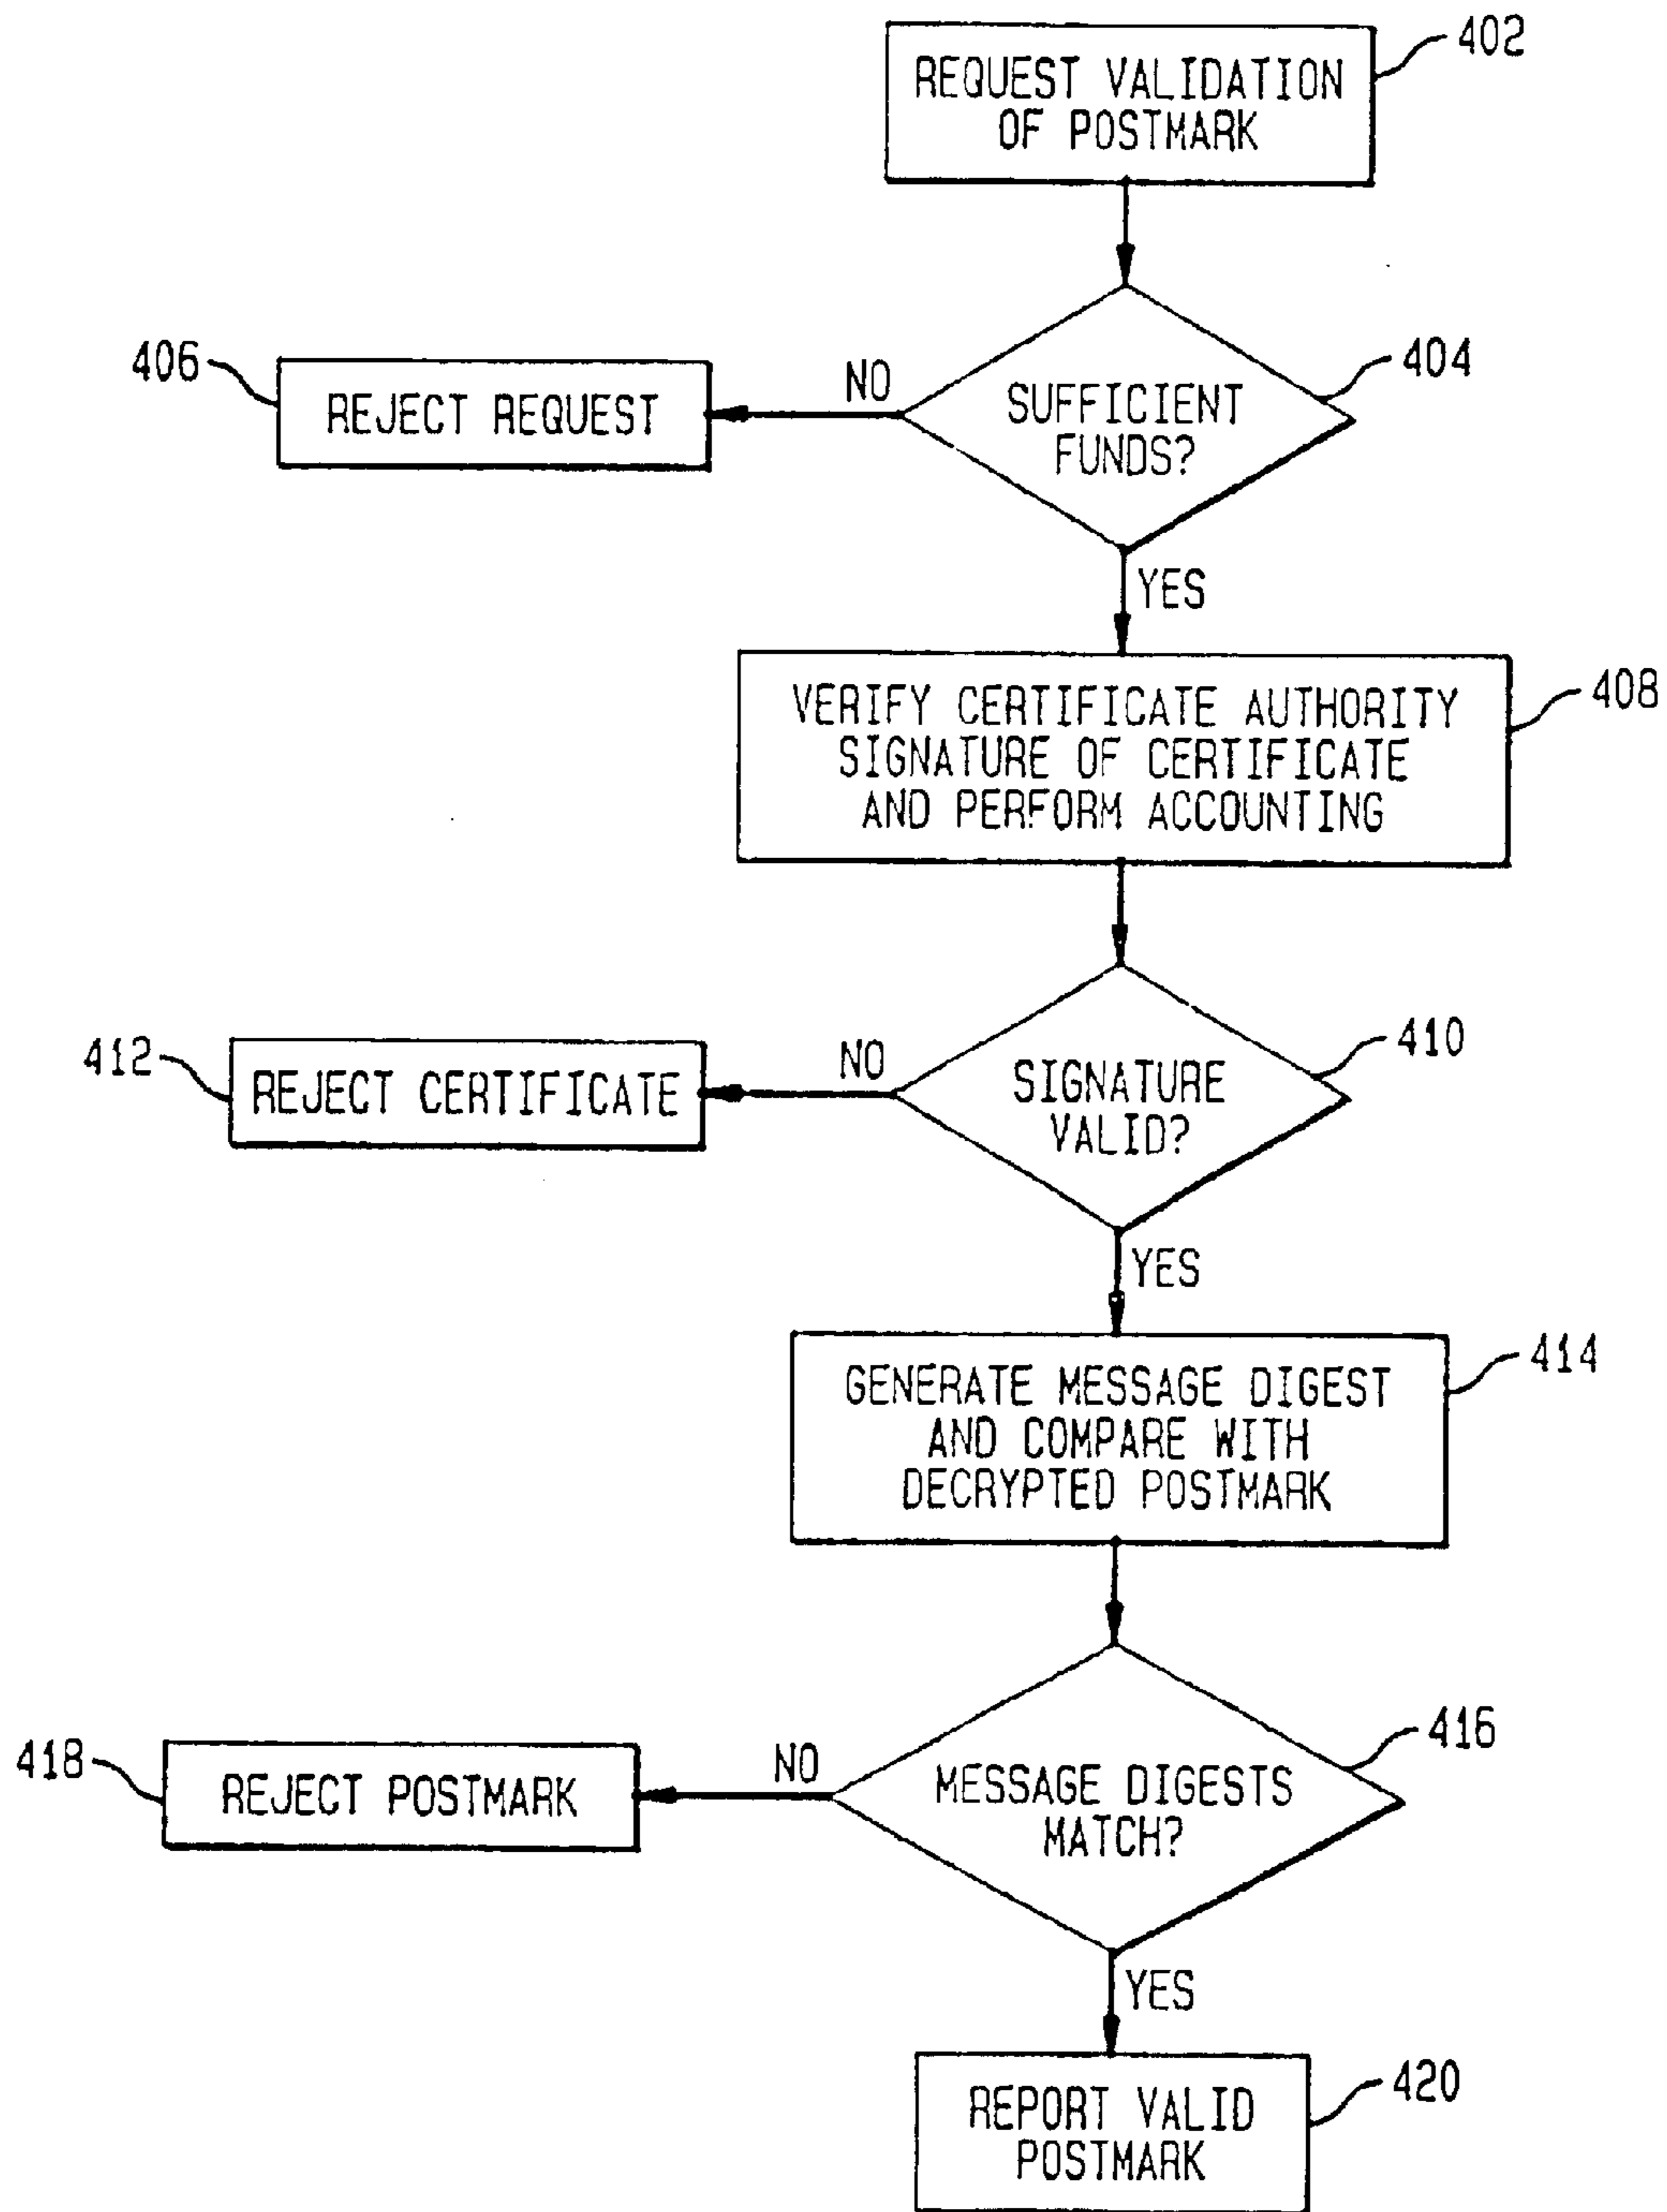 402
REQUEST VALIDATION
OF POSTMARK
404
SUFFICIENT
FUNDS?
NO
406
REJECT REQUEST
YES
408
VERIFY CERTIFICATE AUTHORITY
SIGNATURE OF CERTIFICATE
AND PERFORM ACCOUNTING
410
SIGNATURE
VALID?
NO
412
REJECT CERTIFICATE
YES
414
GENERATE MESSAGE DIGEST
AND COMPARE WITH
DECRYPTED POSTMARK
416
MESSAGE DIGESTS
MATCH?
NO
418
REJECT POSTMARK
YES
420
REPORT VALID
POSTMARK